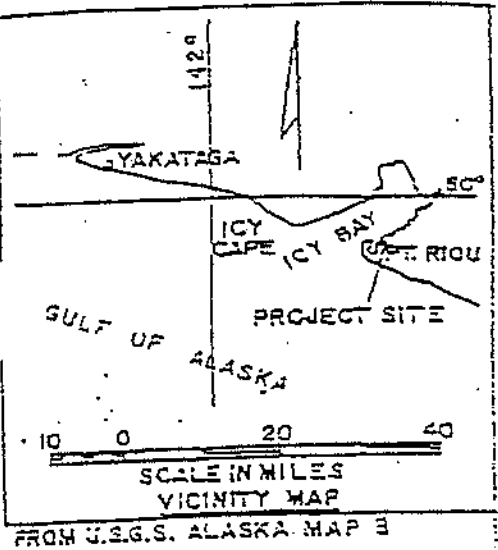 142°
YAKATAGA
ICY
CAPE
ICY BAY
PT. RIOU
PROJECT SITE
GULF OF ALASKA
10 0 20 40
SCALE IN MILES
VICINITY MAP
FROM U.S.G.S. ALASKA MAP